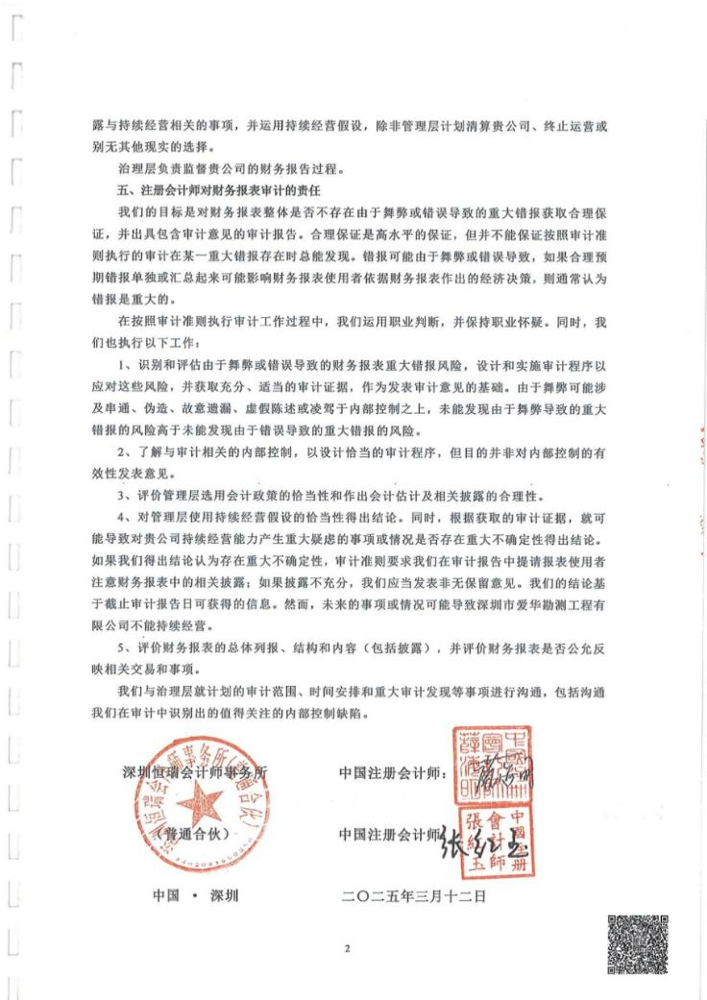 露与持续经营相关的事项，并运用持续经营假设，除非管理层计划清算贵公司、终止运营或
别无其他现实的选择。
治理层负责监督贵公司的财务报告过程。
五、注册会计师对财务报表审计的责任
我们的目标是对财务报表整体是否不存在由于舞弊或错误导致的重大错报获取合理保
证，并出具包含审计意见的审计报告。合理保证是高水平的保证，但并不能保证按照审计准
则执行的审计在某一重大错报存在时总能发现。错报可能由于舞弊或错误导致，如果合理预
期错报单独或汇总起来可能影响财务报表使用者依据财务报表作出的经济决策，则通常认为
错报是重大的。
在按照审计准则执行审计工作过程中，我们运用职业判断，并保持职业怀疑。同时，我
们也执行以下工作：
1、识别和评估由于舞弊或错误导致的财务报表重大错报风险，设计和实施审计程序以
应对这些风险，并获取充分、适当的审计证据，作为发表审计意见的基础。由于舞弊可能涉
及串通、伪造、故意遗漏、虚假陈述或凌驾于内部控制之上，未能发现由于舞弊导致的重大
错报的风险高于未能发现由于错误导致的重大错报的风险。
2、了解与审计相关的内部控制，以设计恰当的审计程序，但目的并非对内部控制的有
效性发表意见。
3、评价管理层选用会计政策的恰当性和作出会计估计及相关披露的合理性。
4、对管理层使用持续经营假设的恰当性得出结论。同时，根据获取的审计证据，就可
能导致对贵公司持续经营能力产生重大疑虑的事项或情况是否存在重大不确定性得出结论。
如果我们得出结论认为存在重大不确定性，审计准则要求我们在审计报告中提请报表使用者
注意财务报表中的相关披露；如果披露不充分，我们应当发表非无保留意见。我们的结论基
于截止审计报告日可获得的信息。然而，未来的事项或情况可能导致深圳市爱华勘测工程有
限公司不能持续经营。
5、评价财务报表的总体列报、结构和内容（包括披露），并评价财务报表是否公允反
映相关交易和事项。
我们与治理层就计划的审计范围、时间安排和重大审计发现等事项进行沟通，包括沟通
我们在审计中识别出的值得关注的内部控制缺陷。
深圳恒瑞会计师事务所
中国注册会计师：
（普通合伙）
中国注册会计师
张红玉
中國註册
會計師
張紅玉
中国·深圳
二〇二五年三月十二日
2